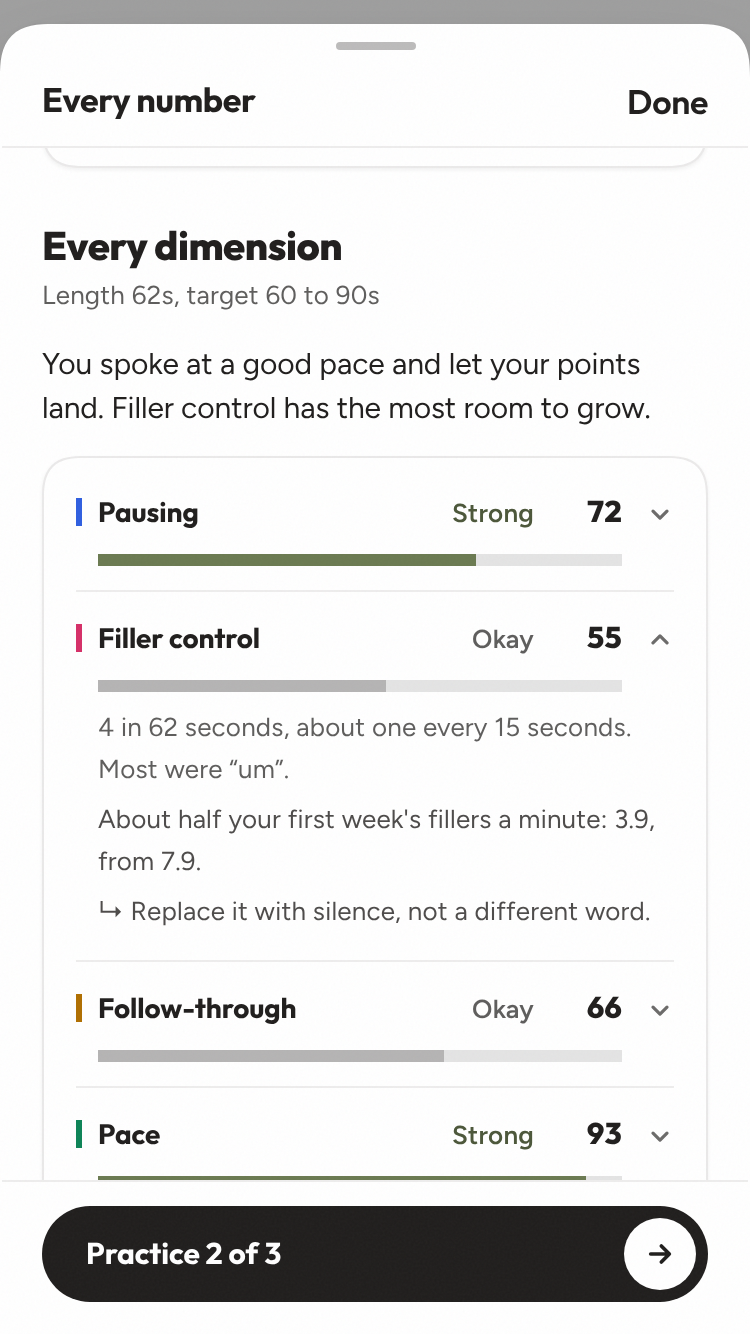 Every number
Done
Every dimension
Length 62s, target 60 to 90s
You spoke at a good pace and let your points
land. Filler control has the most room to grow.
Pausing Strong 72
Filler control Okay 55
4 in 62 seconds, about one every 15 seconds.
Most were “um”.
About half your first week's fillers a minute: 3.9,
from 7.9.
↳ Replace it with silence, not a different word.
Follow-through Okay 66
Pace Strong 93
Practice 2 of 3